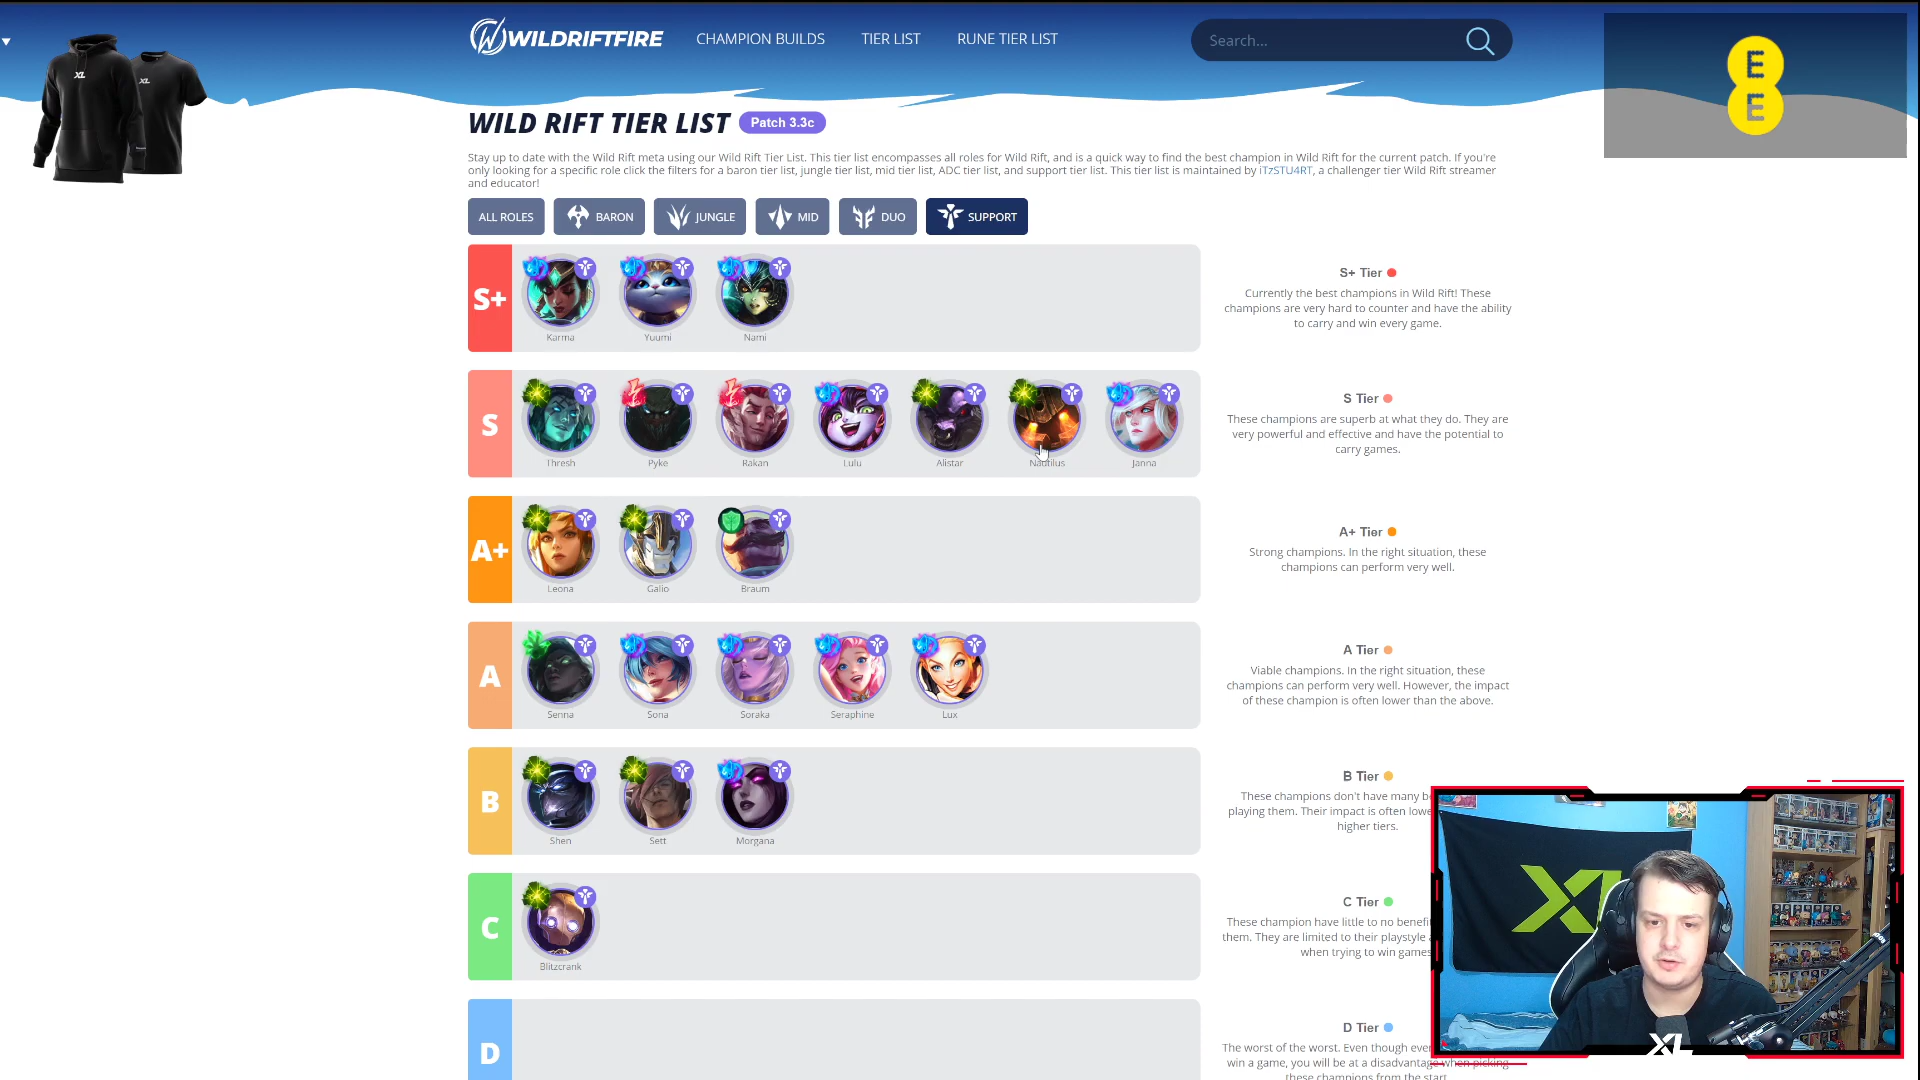 WILDRIFTFIRE
CHAMPION BUILDS
TIER LIST
RUNE TIER LIST
Search...
XL
XL
E
E
WILD RIFT TIER LIST
Patch 3.3c
Stay up to date with the Wild Rift meta using our Wild Rift Tier List. This tier list encompasses all roles for Wild Rift, and is a quick way to find the best champion in Wild Rift for the current patch. If you're
only looking for a specific role click the filters for a baron tier list, jungle tier list, mid tier list, ADC tier list, and support tier list. This tier list is maintained by iTzSTU4RT, a challenger tier Wild Rift streamer
and educator!
ALL ROLES
BARON
JUNGLE
MID
DUO
SUPPORT
S+
Karma
Yuumi
Nami
S+ Tier
Currently the best champions in Wild Rift! These
champions are very hard to counter and have the ability
to carry and win every game.
S
Thresh
Pyke
Rakan
Lulu
Alistar
Nautilus
Janna
S Tier
These champions are superb at what they do. They are
very powerful and effective and have the potential to
carry games.
A+
Leona
Galio
Braum
A+ Tier
Strong champions. In the right situation, these
champions can perform very well.
A
Senna
Sona
Soraka
Seraphine
Lux
A Tier
Viable champions. In the right situation, these
champions can perform very well. However, the impact
of these champion is often lower than the above.
B
Shen
Sett
Morgana
B Tier
These champions don't have many
playing them. Their impact is often
higher tiers.
C
Blitzcrank
C Tier
These champion have little to no
them. They are limited to their playstyle
when trying to win games
D
D Tier
The worst of the worst. Even though
win a game, you will be at a disadvantage when picking
these champions from the start
XL
XL